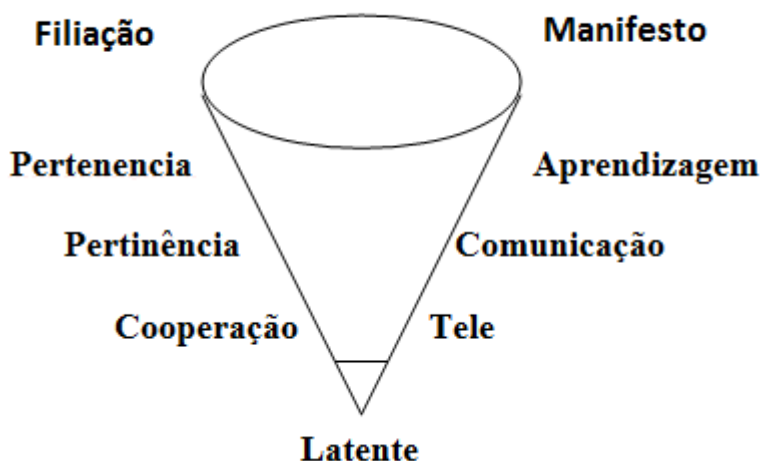 Filiação
Manifesto
Pertenencia
Aprendizagem
Pertinência
Comunicação
Cooperação
Tele
Latente